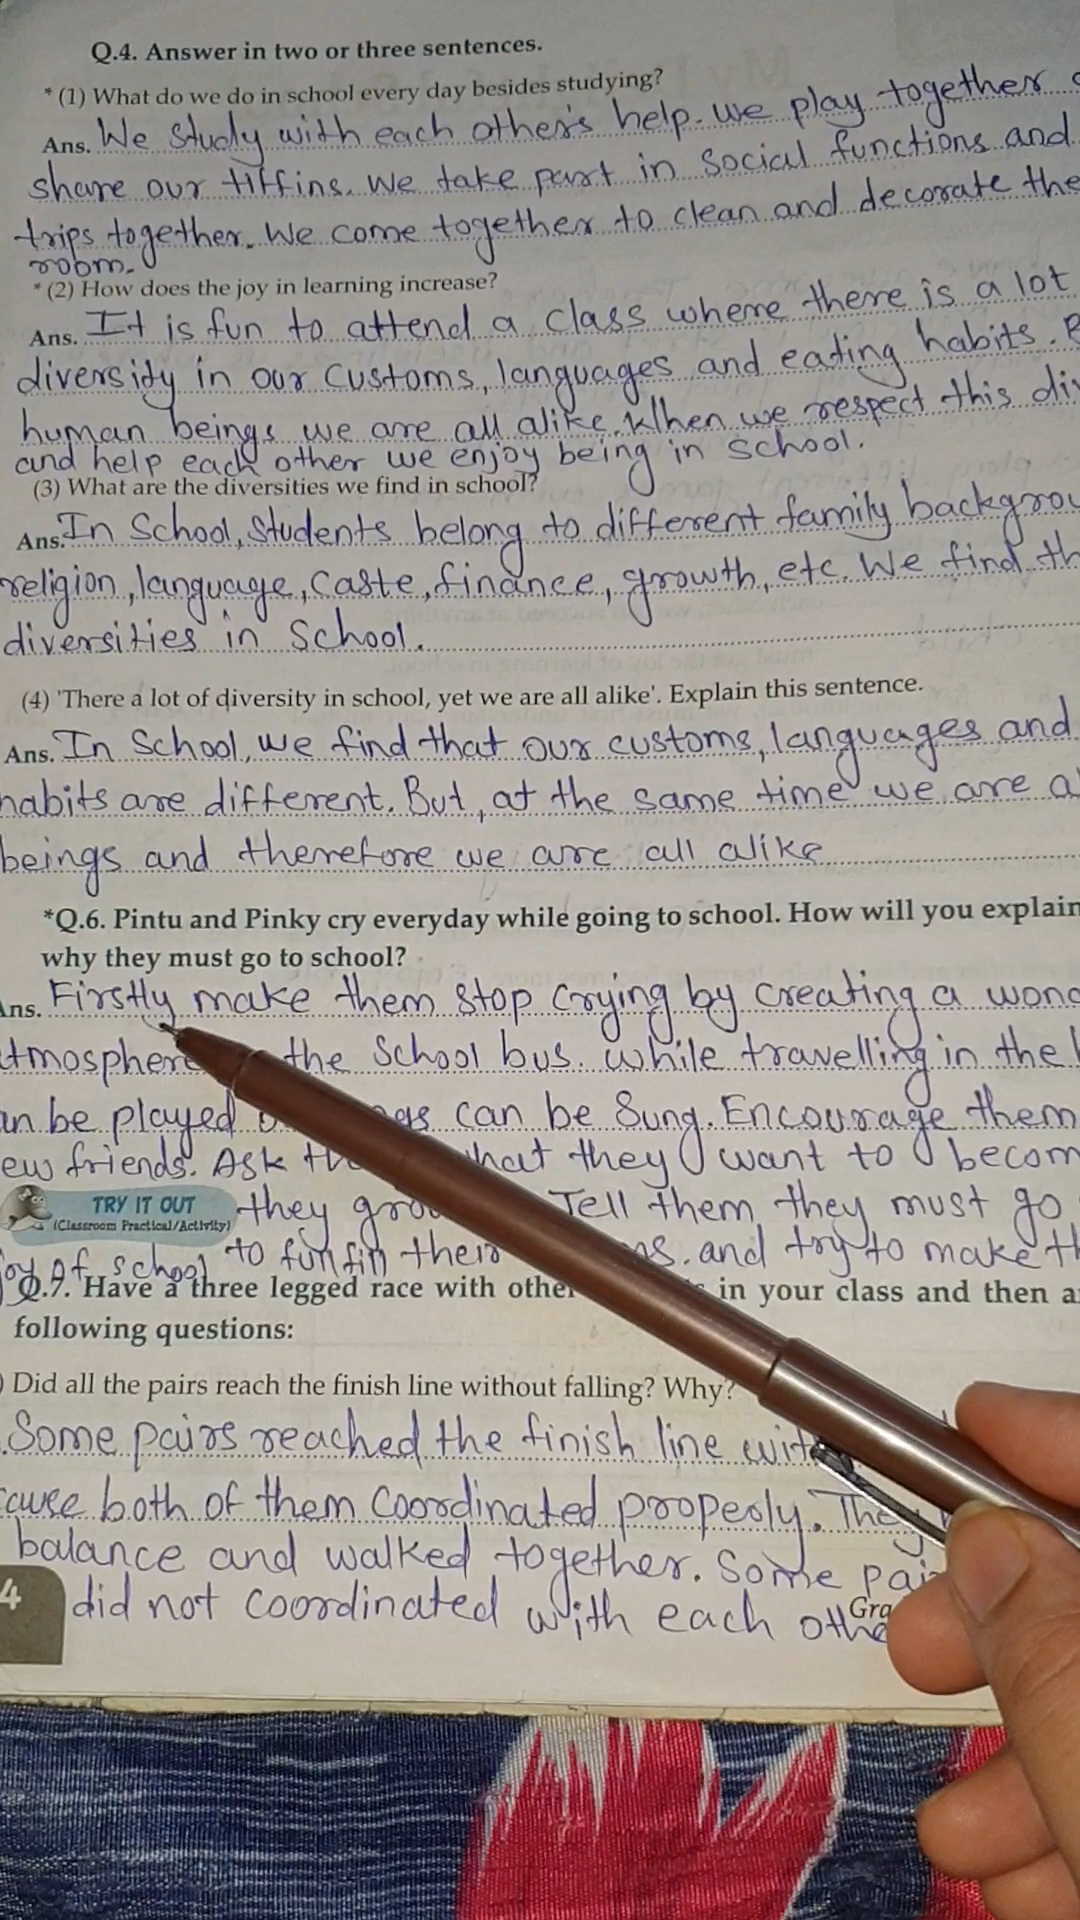 Q.4. Answer in two or three sentences.
* (1) What do we do in school every day besides studying?
Ans. We study with each other's help. we play together
share our tiffins. We take part in Social functions and
trips together. We come together to clean and decorate the
room.
* (2) How does the joy in learning increase?
Ans. It is fun to attend a class where there is a lot
diversity in our customs, languages and eating habits.
human beings we are all alike. When we respect this
and help each other we enjoy being in school.
(3) What are the diversities we find in school?
Ans. In School, Students belong to different family
religion, language, Caste, finance, growth, etc. We find
diversities in School.
(4) 'There a lot of diversity in school, yet we are all alike'. Explain this sentence.
Ans. In School, we find that our customs, languages and
habits are different. But, at the same time we are
beings and therefore we are all alike
*Q.6. Pintu and Pinky cry everyday while going to school. How will you explain
why they must go to school?
Ans. Firstly make them stop crying by creating a
the School bus. while travelling in the
be played can be Sung. Encourage them
friends. Ask they want to
TRY IT OUT they Tell them they must go
(Classroom Practical/Activity)
of school to fulfil their and try to make
Q.7. Have a three legged race with in your class and then
following questions:
) Did all the pairs reach the finish line without falling? Why?
Some pairs reached the finish line
both of them Coordinated properly. They
balance and walked together. Some
4 did not coordinated with each